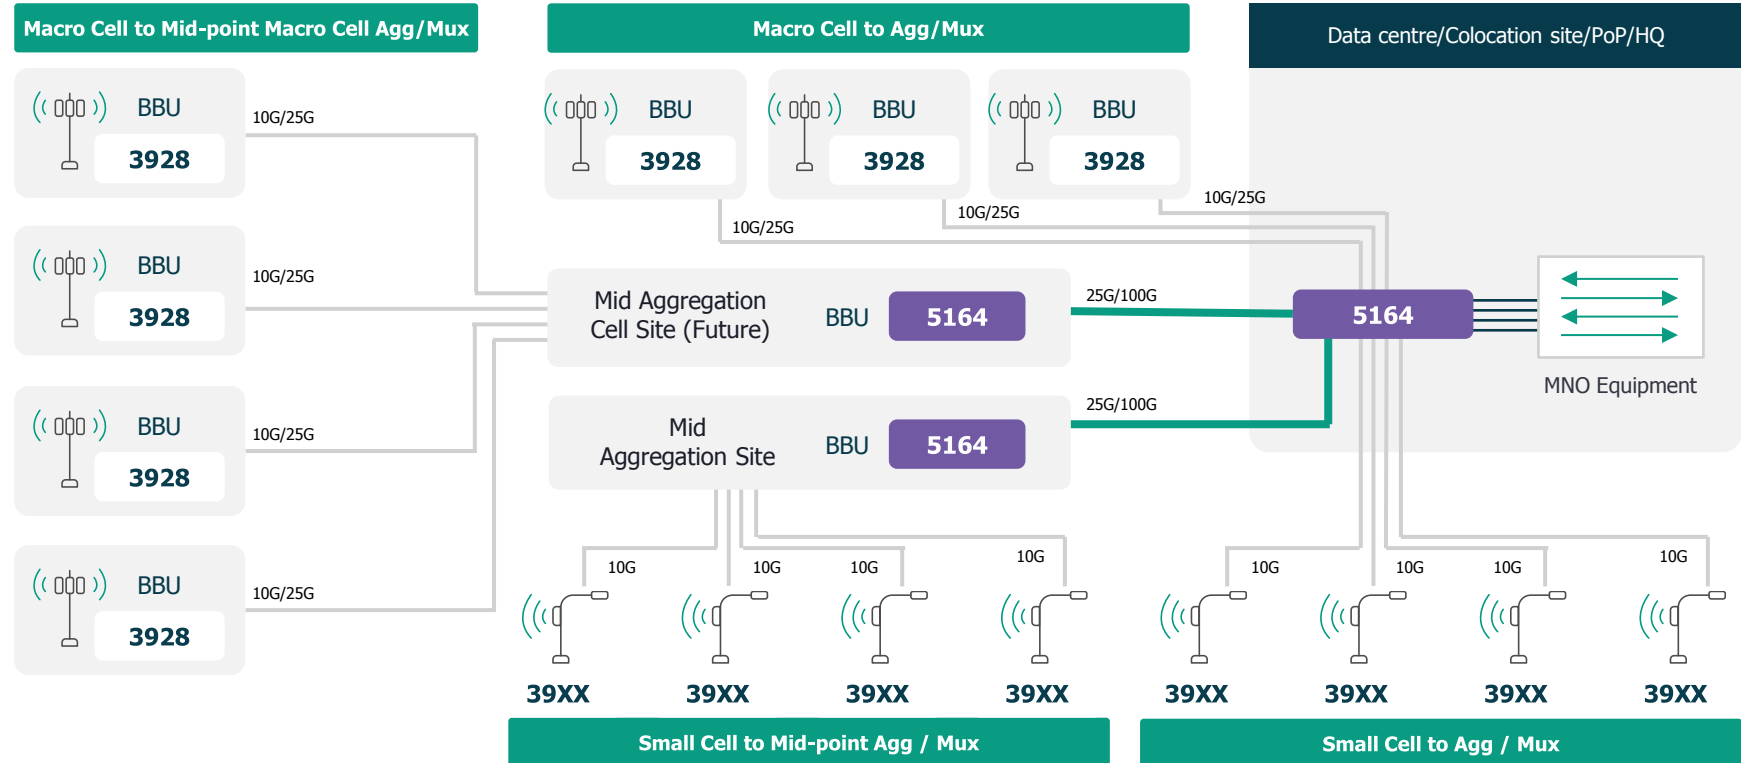 Macro Cell to Mid-point Macro Cell Agg/Mux
Macro Cell to Agg/Mux
Data centre/Colocation site/PoP/HQ
BBU
3928
10G/25G
BBU
3928
10G/25G
BBU
3928
10G/25G
BBU
3928
10G/25G
BBU
3928
10G/25G
BBU
3928
10G/25G
BBU
3928
10G/25G
Mid Aggregation
Cell Site (Future)
BBU
5164
25G/100G
Mid
Aggregation Site
BBU
5164
25G/100G
5164
MNO Equipment
10G
10G
10G
10G
10G
10G
10G
10G
39XX
39XX
39XX
39XX
39XX
39XX
39XX
39XX
Small Cell to Mid-point Agg / Mux
Small Cell to Agg / Mux